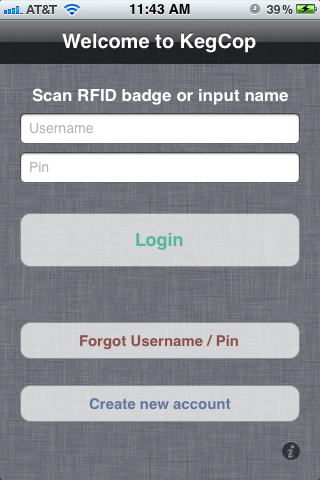 AT&T 11:43 AM 39%
Welcome to KegCop
Scan RFID badge or input name
Username
Pin
Login
Forgot Username / Pin
Create new account
i